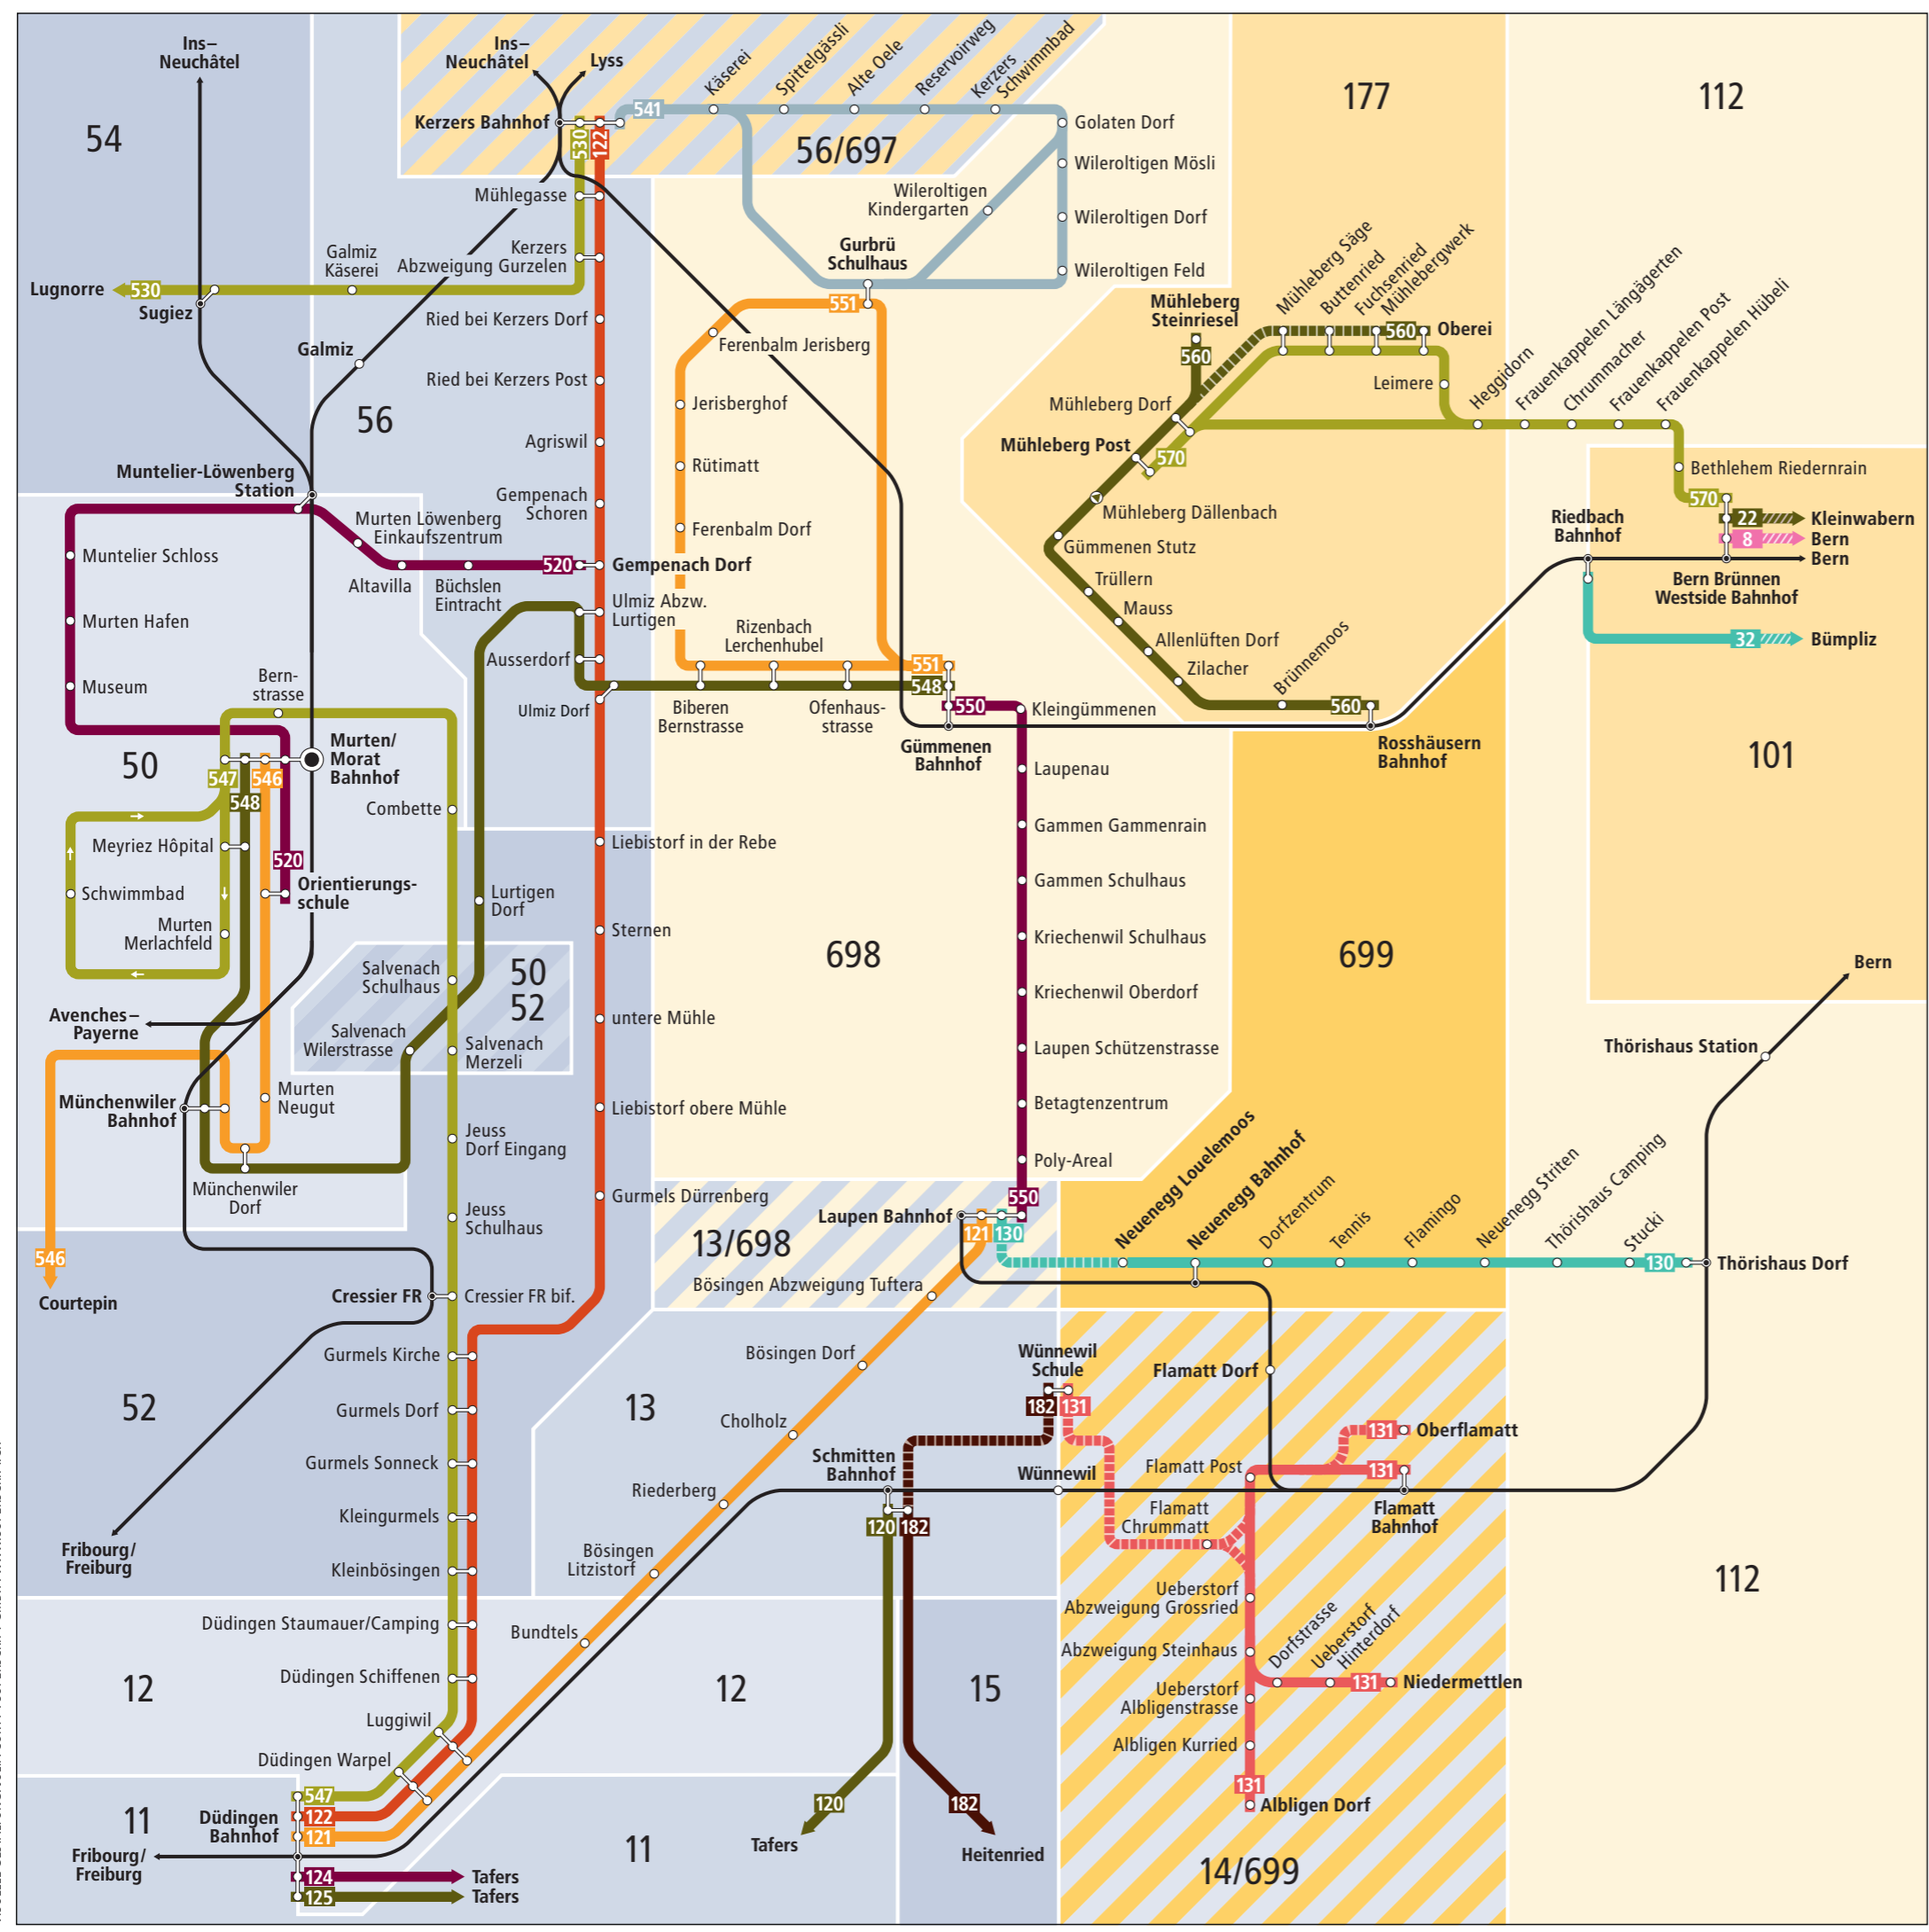 Ins–
Neuchâtel
54
Ins–
Neuchâtel
Lyss
Kerzers Bahnhof
530
122
541
Käserei
Spittelgässli
Alte Oele
Reservoirweg
Kerzers
Schwimmbad
56/697
Golaten Dorf
Wileroltigen Mösli
Wileroltigen
Kindergarten
Wileroltigen Dorf
Wileroltigen Feld
Gurbrü
Schulhaus
177
112
Mühlegasse
Kerzers
Abzweigung Gurzelen
Galmiz
Käserei
Lugnorre
530
Sugiez
Galmiz
56
Ried bei Kerzers Dorf
Ried bei Kerzers Post
Agriswil
Gempenach
Schoren
Gempenach Dorf
551
Ferenbalm Jerisberg
Jerisberghof
Rütimatt
Ferenbalm Dorf
Mühleberg
Steinriesel
560
Mühleberg Säge
Buttenried
Fuchsenried
Mühlebergwerk
560
Oberei
Leimere
Heggidorn
Frauenkappelen Längägerten
Chrummacher
Frauenkappelen Post
Frauenkappelen Hübeli
Mühleberg Dorf
Mühleberg Post
570
Mühleberg Dällenbach
Gümmenen Stutz
Trüllern
Mauss
Allenlüften Dorf
Zilacher
Brünnemoos
560
Rosshäusern
Bahnhof
Bethlehem Riedernrain
570
22
Kleinwabern
8
Bern
Bern
Riedbach
Bahnhof
Bern Brünnen
Westside Bahnhof
32
Bümpliz
101
Muntelier-Löwenberg
Station
Murten Löwenberg
Einkaufszentrum
Altavilla
Büchslen
Eintracht
520
Muntelier Schloss
Murten Hafen
Museum
Bern-
strasse
50
Murten/
Morat
Bahnhof
547
546
548
Meyriez Hôpital
Schwimmbad
Murten
Merlachfeld
520
Orientierungs-
schule
Ulmiz Abzw.
Lurtigen
Ausserdorf
Ulmiz Dorf
Rizenbach
Lerchenhubel
Biberen
Bernstrasse
Ofenhaus-
strasse
551
548
550
Kleingümmenen
Gümmenen
Bahnhof
Laupenau
Gammen Gammenrain
Gammen Schulhaus
Kriechenwil Schulhaus
Kriechenwil Oberdorf
Laupen Schützenstrasse
Betagtenzentrum
Poly-Areal
550
698
699
Combette
Lurtigen
Dorf
Liebistorf in der Rebe
Sternen
untere Mühle
Liebistorf obere Mühle
Gurmels Dürrenberg
Salvenach
Schulhaus
50
52
Salvenach
Wilerstrasse
Salvenach
Merzeli
Avenches–
Payerne
Münchenwiler
Bahnhof
Murten
Neugut
Münchenwiler
Dorf
546
Courtepin
Jeuss
Dorf Eingang
Jeuss
Schulhaus
Cressier FR
Cressier FR bif.
Gurmels Kirche
Gurmels Dorf
Gurmels Sonneck
Kleingurmels
Kleinbösingen
52
Fribourg/
Freiburg
Düdingen Staumauer/Camping
Düdingen Schiffenen
Luggiwil
Düdingen Warpel
12
11
547
122
121
Düdingen
Bahnhof
Fribourg/
Freiburg
124
Tafers
125
Tafers
Laupen Bahnhof
121
130
13/698
Bösingen Abzweigung Tuftera
Bösingen Dorf
Cholholz
Riederberg
Bösingen
Litzistorf
Bundtels
13
12
11
15
Neuenegg Louelemoos
Neuenegg Bahnhof
Dorfzentrum
Tennis
Flamingo
Neuenegg Striten
Thörishaus Camping
Stucki
130
Thörishaus Dorf
Thörishaus Station
Bern
Wünnewil
Schule
182
131
Schmitten
Bahnhof
Wünnewil
120
182
120
Tafers
182
Heitenried
Flamatt Dorf
131
Oberflamatt
Flamatt Post
131
Flamatt
Bahnhof
Flamatt
Chrummatt
Ueberstorf
Abzweigung Grossried
Abzweigung Steinhaus
Dorfstrasse
Ueberstorf
Hinterdorf
131
Niedermettlen
Ueberstorf
Albligenstrasse
Albligen Kurried
131
Albligen Dorf
14/699
112